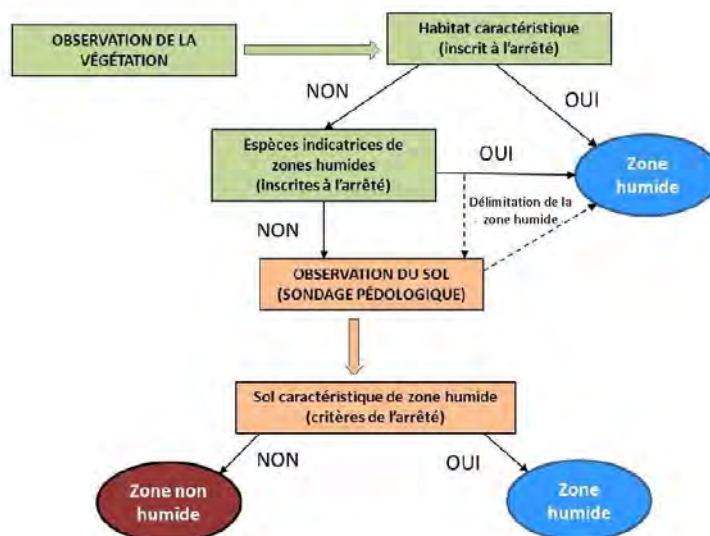 OBSERVATION DE LA
VÉGÉTATION
Habitat caractéristique
(inscrit à l'arrêté)
NON
OUI
Espèces indicatrices de
zones humides
(inscrites à l'arrêté)
OUI
Zone
humide
Délimitation de la
zone humide
NON
OBSERVATION DU SOL
(SONDAGE PÉDOLOGIQUE)
Sol caractéristique de zone humide
(critères de l'arrêté)
NON
OUI
Zone non
humide
Zone
humide